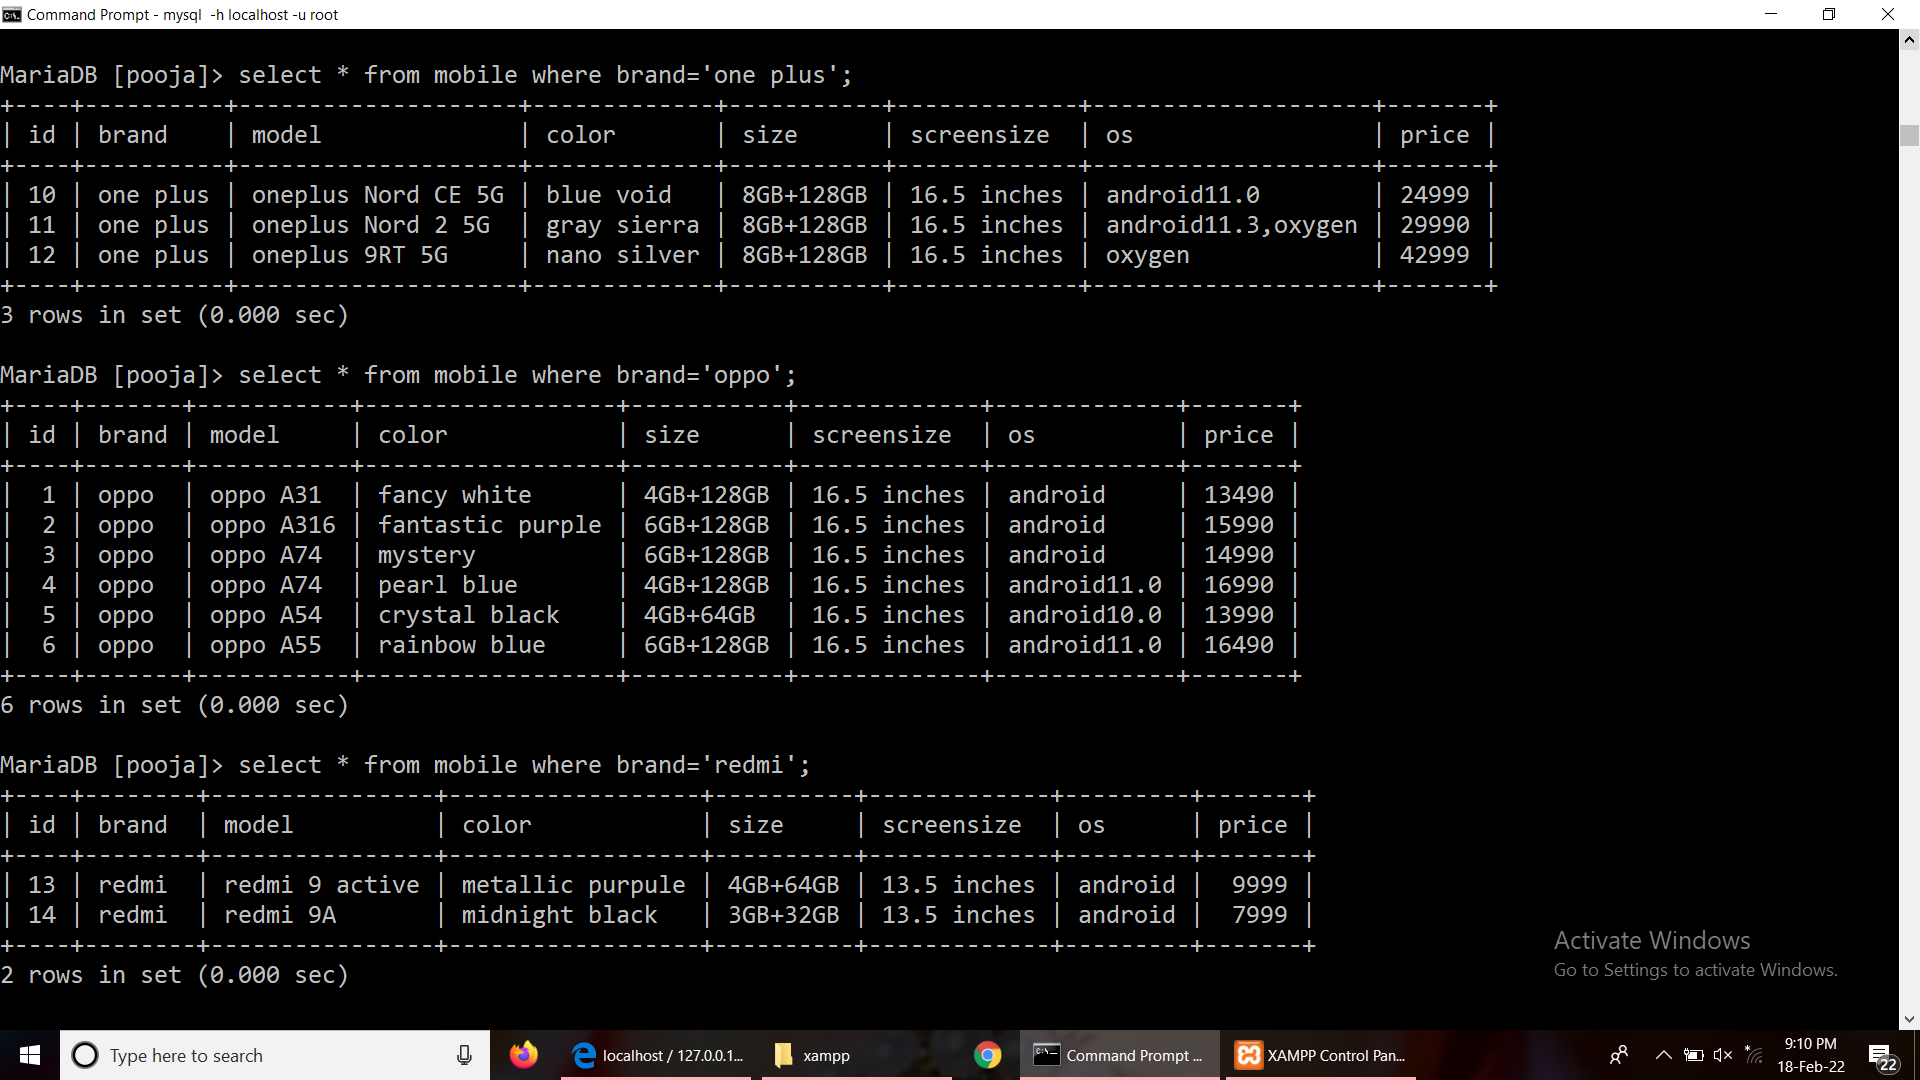 Command Prompt - mysql  -h localhost -u root
MariaDB [pooja]> select * from mobile where brand='one plus';
+----+----------+---------------------+-------------+-----------+-------------+--------------------+-------+
| id | brand    | model               | color       | size      | screensize  | os                 | price |
+----+----------+---------------------+-------------+-----------+-------------+--------------------+-------+
| 10 | one plus | oneplus Nord CE 5G  | blue void   | 8GB+128GB | 16.5 inches | android11.0        | 24999 |
| 11 | one plus | oneplus Nord 2 5G   | gray sierra | 8GB+128GB | 16.5 inches | android11.3,oxygen | 29990 |
| 12 | one plus | oneplus 9RT 5G      | nano silver | 8GB+128GB | 16.5 inches | oxygen             | 42999 |
+----+----------+---------------------+-------------+-----------+-------------+--------------------+-------+
3 rows in set (0.000 sec)
MariaDB [pooja]> select * from mobile where brand='oppo';
+----+-------+-----------+------------------+-----------+-------------+-------------+-------+
| id | brand | model     | color            | size      | screensize  | os          | price |
+----+-------+-----------+------------------+-----------+-------------+-------------+-------+
|  1 | oppo  | oppo A31  | fancy white      | 4GB+128GB | 16.5 inches | android     | 13490 |
|  2 | oppo  | oppo A316 | fantastic purple | 6GB+128GB | 16.5 inches | android     | 15990 |
|  3 | oppo  | oppo A74  | mystery          | 6GB+128GB | 16.5 inches | android     | 14990 |
|  4 | oppo  | oppo A74  | pearl blue       | 4GB+128GB | 16.5 inches | android11.0 | 16990 |
|  5 | oppo  | oppo A54  | crystal black    | 4GB+64GB  | 16.5 inches | android10.0 | 13990 |
|  6 | oppo  | oppo A55  | rainbow blue     | 6GB+128GB | 16.5 inches | android11.0 | 16490 |
+----+-------+-----------+------------------+-----------+-------------+-------------+-------+
6 rows in set (0.000 sec)
MariaDB [pooja]> select * from mobile where brand='redmi';
+----+--------+----------------+------------------+----------+-------------+---------+-------+
| id | brand  | model          | color            | size     | screensize  | os      | price |
+----+--------+----------------+------------------+----------+-------------+---------+-------+
| 13 | redmi  | redmi 9 active | metallic purpule | 4GB+64GB | 13.5 inches | android |  9999 |
| 14 | redmi  | redmi 9A       | midnight black   | 3GB+32GB | 13.5 inches | android |  7999 |
+----+--------+----------------+------------------+----------+-------------+---------+-------+
2 rows in set (0.000 sec)
Activate Windows
Go to Settings to activate Windows.
Type here to search
localhost / 127.0.0.1...
xampp
Command Prompt ...
XAMPP Control Pan...
9:10 PM
18-Feb-22
22